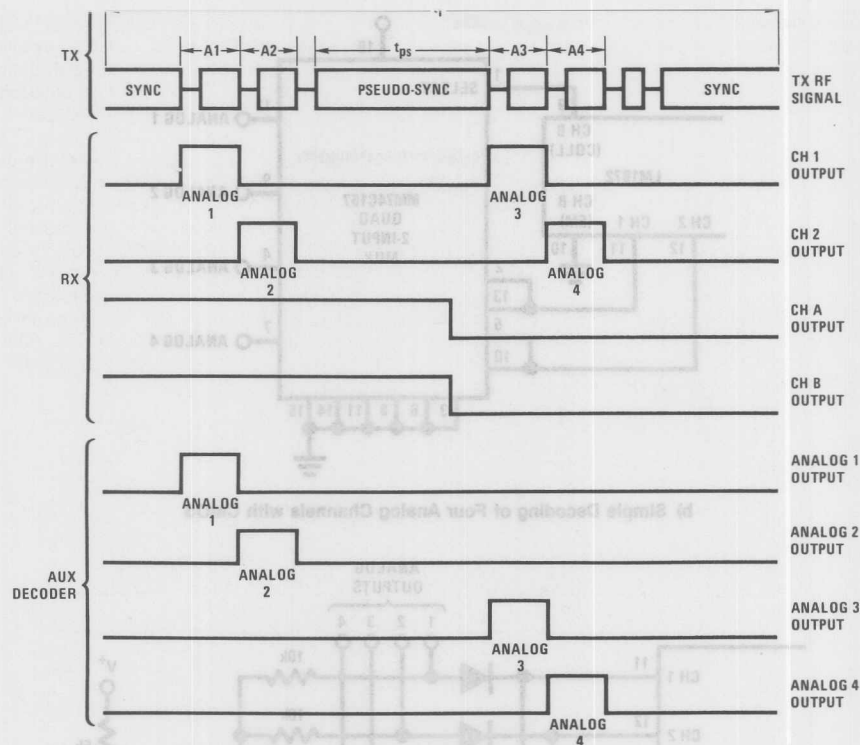 TX
A1 A2 tps A3 A4
SYNC PSEUDO-SYNC SYNC
TX RF
SIGNAL
RX
CH 1
OUTPUT
ANALOG
1
ANALOG
3
CH 2
OUTPUT
ANALOG
2
ANALOG
4
CH A
OUTPUT
CH B
OUTPUT
AUX
DECODER
ANALOG 1
OUTPUT
ANALOG
1
ANALOG 2
OUTPUT
ANALOG
2
ANALOG 3
OUTPUT
ANALOG
3
ANALOG 4
OUTPUT
ANALOG
4